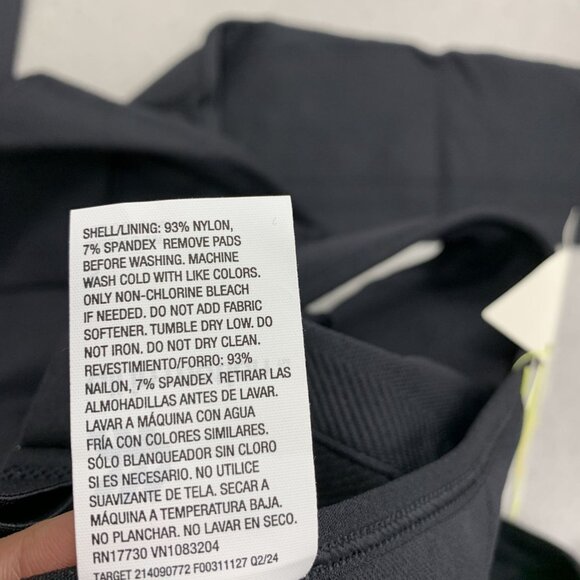 SHELL/LINING: 93% NYLON,
7% SPANDEX REMOVE PADS
BEFORE WASHING. MACHINE
WASH COLD WITH LIKE COLORS.
ONLY NON-CHLORINE BLEACH
IF NEEDED. DO NOT ADD FABRIC
SOFTENER. TUMBLE DRY LOW. DO
NOT IRON. DO NOT DRY CLEAN.
REVESTIMIENTO/FORRO: 93%
NAILON, 7% SPANDEX RETIRAR LAS
ALMOHADILLAS ANTES DE LAVAR.
LAVAR A MÁQUINA CON AGUA
FRÍA CON COLORES SIMILARES.
SÓLO BLANQUEADOR SIN CLORO
SI ES NECESARIO. NO UTILICE
SUAVIZANTE DE TELA. SECAR A
MÁQUINA A TEMPERATURA BAJA.
NO PLANCHAR. NO LAVAR EN SECO.
RN17730 VN1083204
TARGET 214090772 F00311127 Q2/24